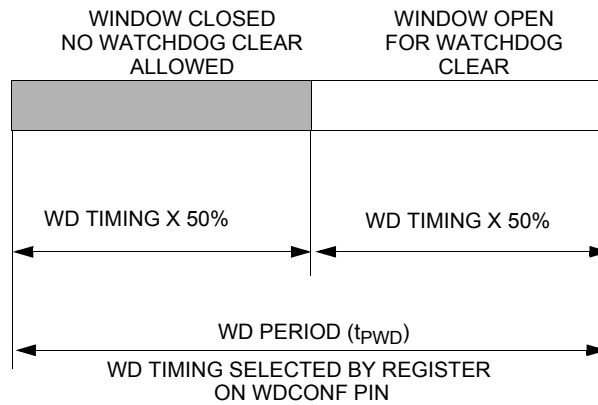 WINDOW CLOSED
NO WATCHDOG CLEAR
ALLOWED
WINDOW OPEN
FOR WATCHDOG
CLEAR
WD TIMING X 50%
WD TIMING X 50%
WD PERIOD (tPWD)
WD TIMING SELECTED BY REGISTER
ON WDCONF PIN